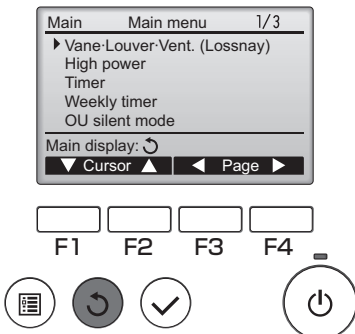 Main Main menu 1/3
Vane·Louver·Vent. (Lossnay)
High power
Timer
Weekly timer
OU silent mode
Main display:
Cursor Page
F1 F2 F3 F4